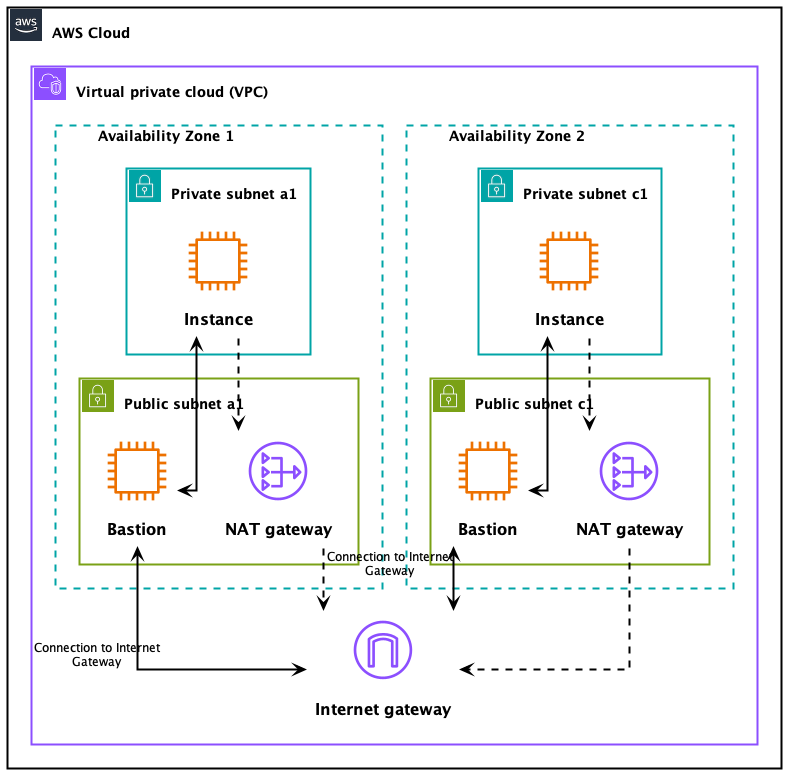 aws
AWS Cloud
Virtual private cloud (VPC)
Availability Zone 1
Availability Zone 2
Private subnet a1
Private subnet c1
Instance
Instance
Public subnet a1
Public subnet c1
Bastion
NAT gateway
Bastion
NAT gateway
Connection to Internet
Gateway
Connection to Internet
Gateway
Internet gateway